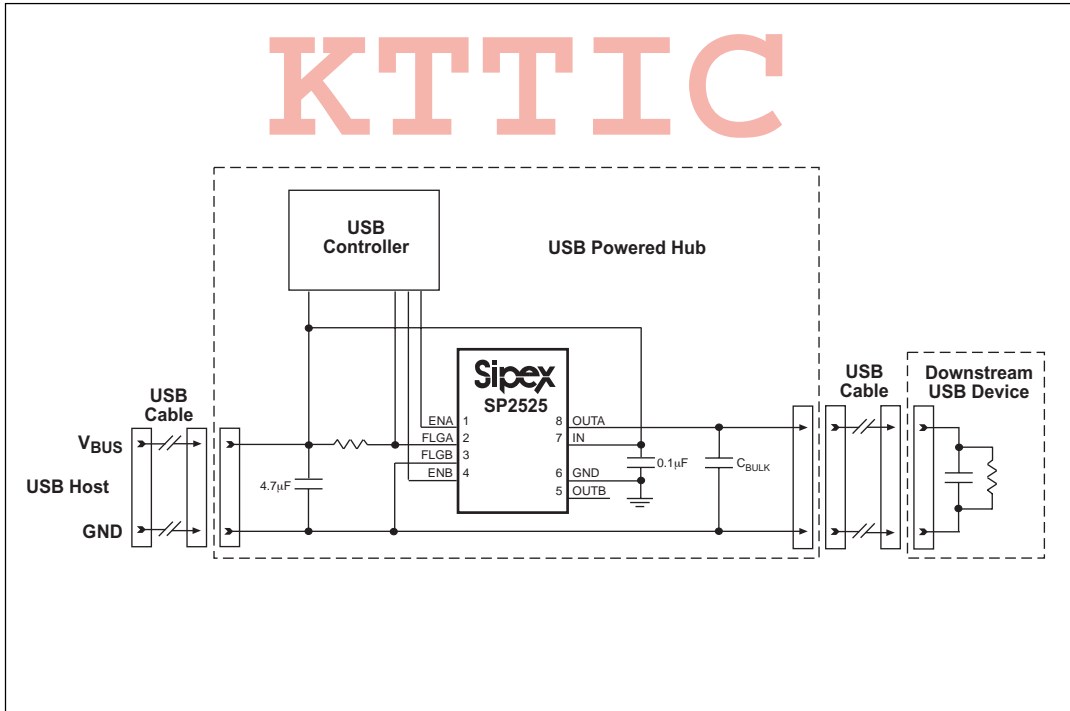 KTTIC
USB
Controller
USB Powered Hub
Sipex
SP2525
USB
Cable
V_BUS
USB Host
GND
4.7µF
ENA 1
FLGA 2
FLGB 3
ENB 4
8 OUTA
7 IN
6 GND
5 OUTB
0.1µF
C_BULK
USB
Cable
Downstream
USB Device